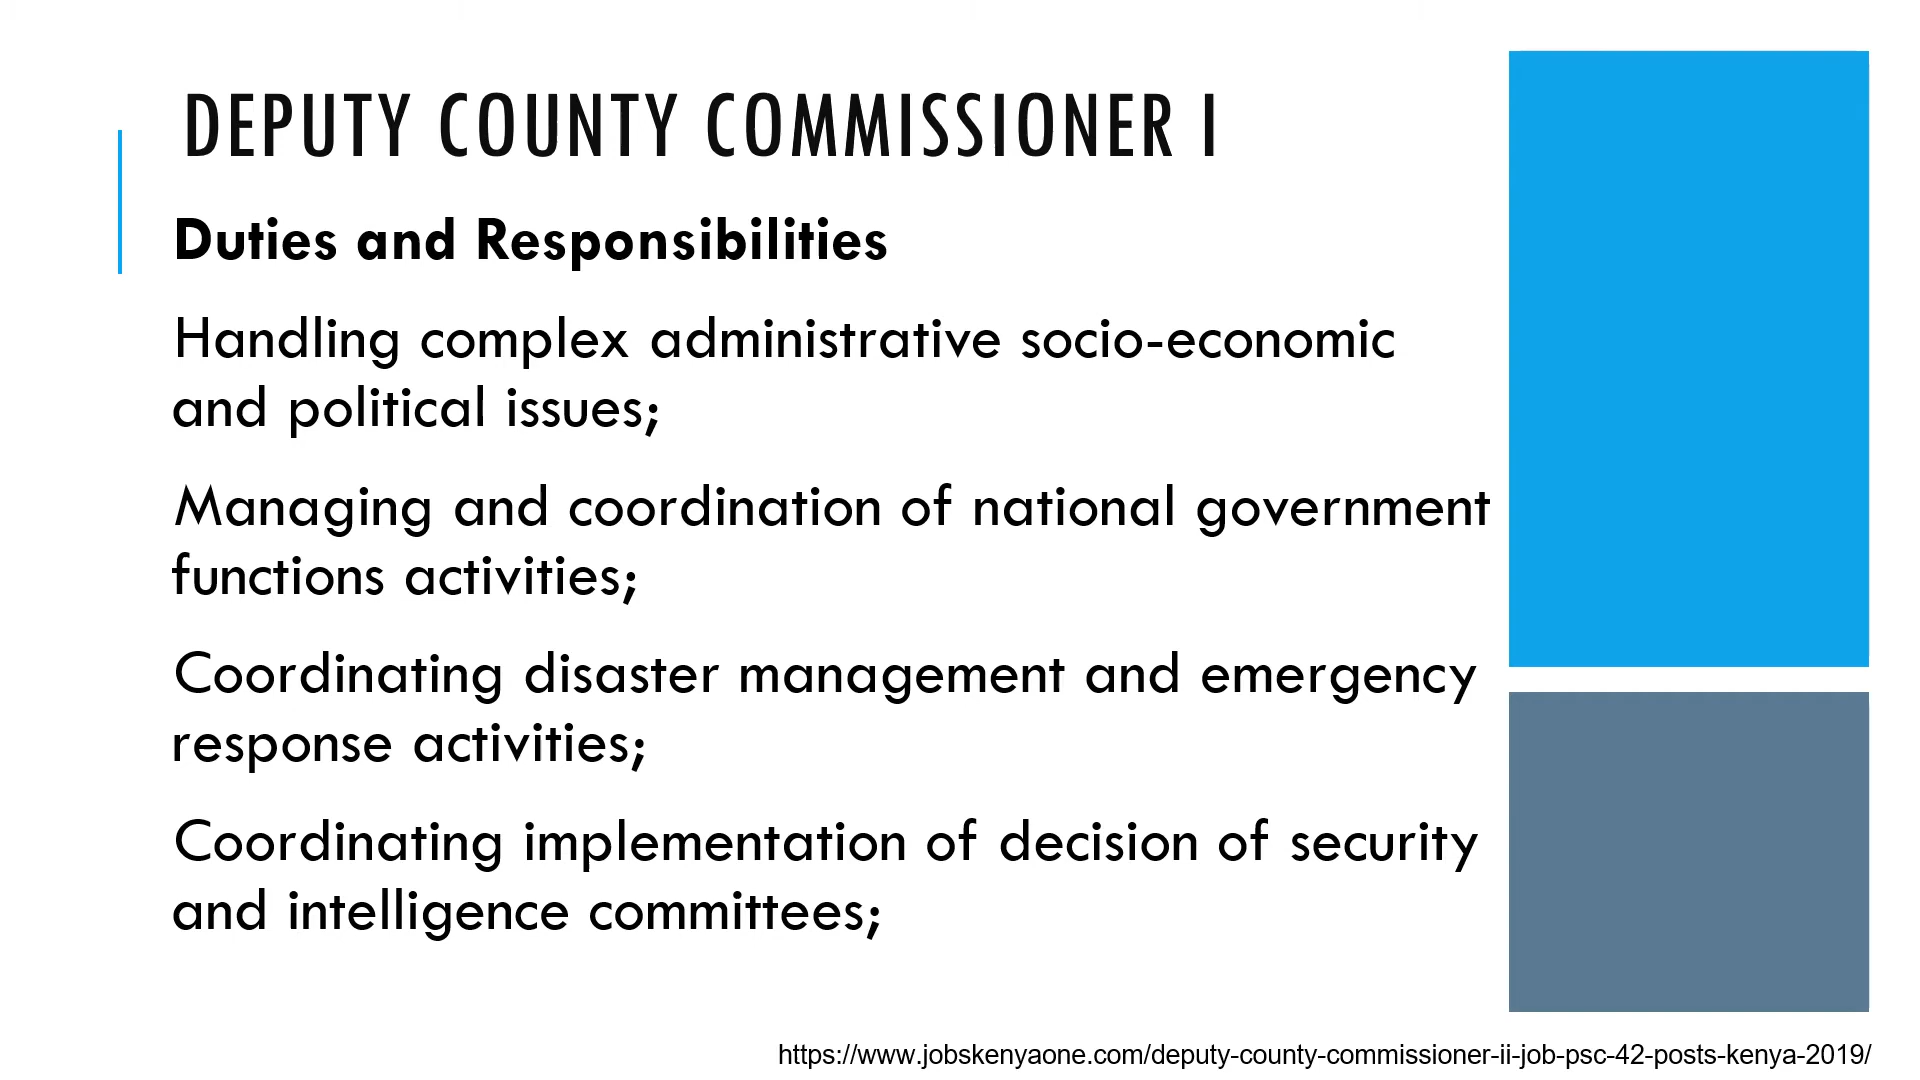 DEPUTY COUNTY COMMISSIONER I
Duties and Responsibilities
Handling complex administrative socio-economic
and political issues;
Managing and coordination of national government
functions activities;
Coordinating disaster management and emergency
response activities;
Coordinating implementation of decision of security
and intelligence committees;
https://www.jobskenyaone.com/deputy-county-commissioner-ii-job-psc-42-posts-kenya-2019/